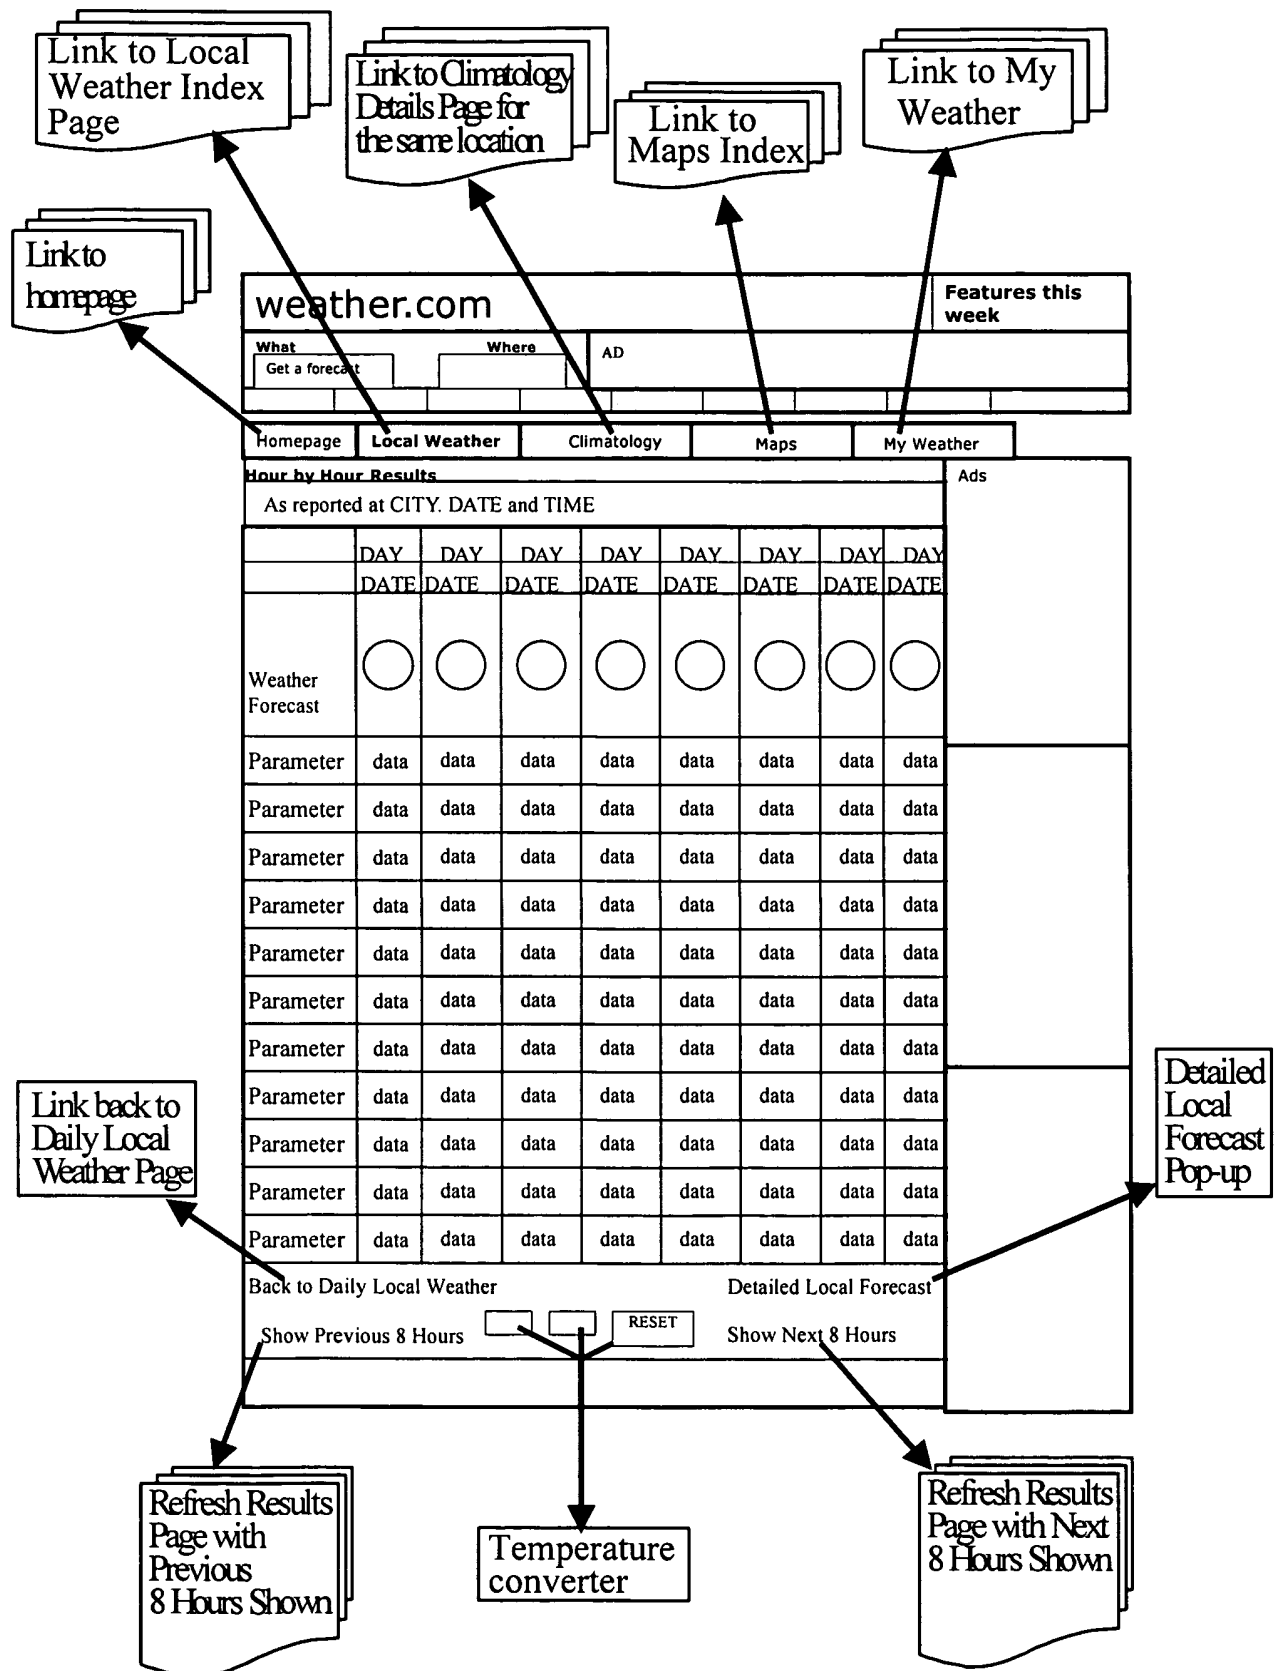 Link to Local
Weather Index
Page
Link to Climatology
Details Page for
the same location
Link to
Maps Index
Link to My
Weather
Link to
homepage
weather.com
Features this
week
What
Where
AD
Get a forecast
Homepage
Local Weather
Climatology
Maps
My Weather
Hour by Hour Results
Ads
As reported at CITY. DATE and TIME
DAY DAY DAY DAY DAY DAY DAY DAY
DATE DATE DATE DATE DATE DATE DATE DATE
Weather
Forecast
Parameter data data data data data data data data
Parameter data data data data data data data data
Parameter data data data data data data data data
Parameter data data data data data data data data
Parameter data data data data data data data data
Parameter data data data data data data data data
Parameter data data data data data data data data
Parameter data data data data data data data data
Parameter data data data data data data data data
Parameter data data data data data data data data
Parameter data data data data data data data data
Link back to
Daily Local
Weather Page
Detailed
Local
Forecast
Pop-up
Back to Daily Local Weather
Detailed Local Forecast
Show Previous 8 Hours
RESET
Show Next 8 Hours
Refresh Results
Page with
Previous
8 Hours Shown
Temperature
converter
Refresh Results
Page with Next
8 Hours Shown